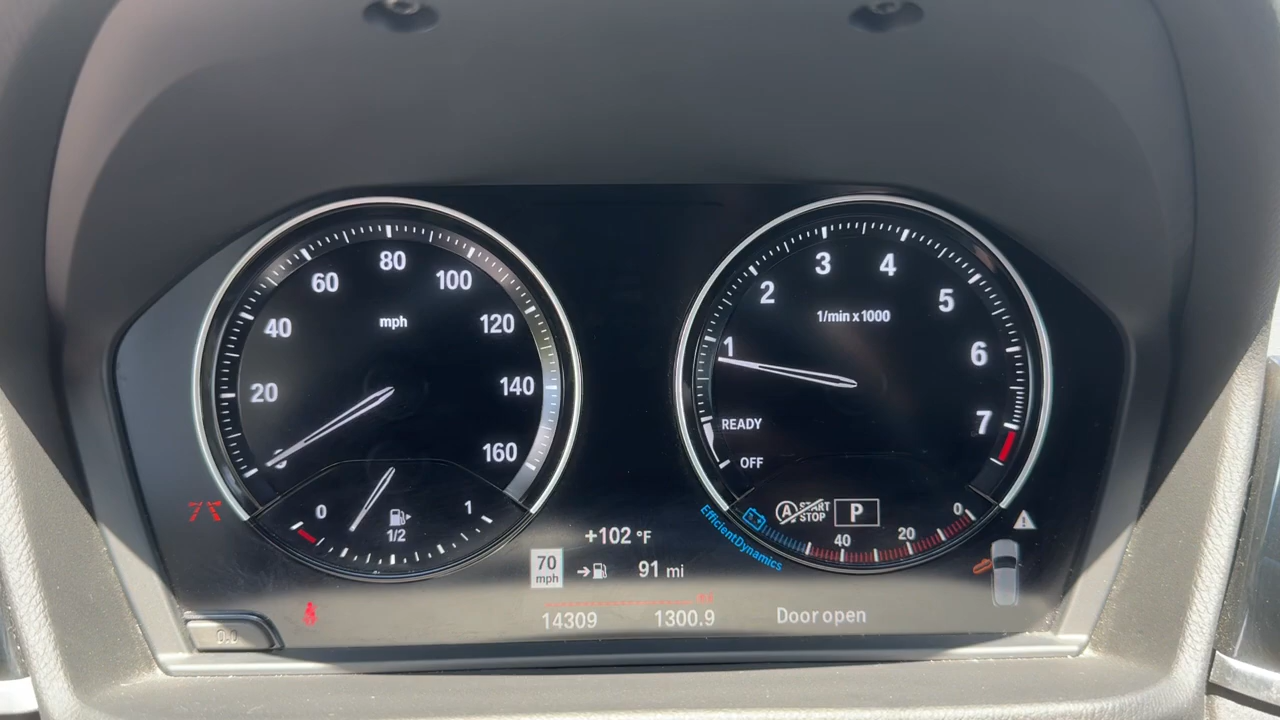 80
60
100
mph
40
120
20
140
160
0
1
1/2
3
4
2
5
1/min x 1000
1
6
7
READY
OFF
A START
STOP
P
0
20
40
EfficientDynamics
+102 °F
70
mph
91 mi
14309
1300.9
Door open
0.0